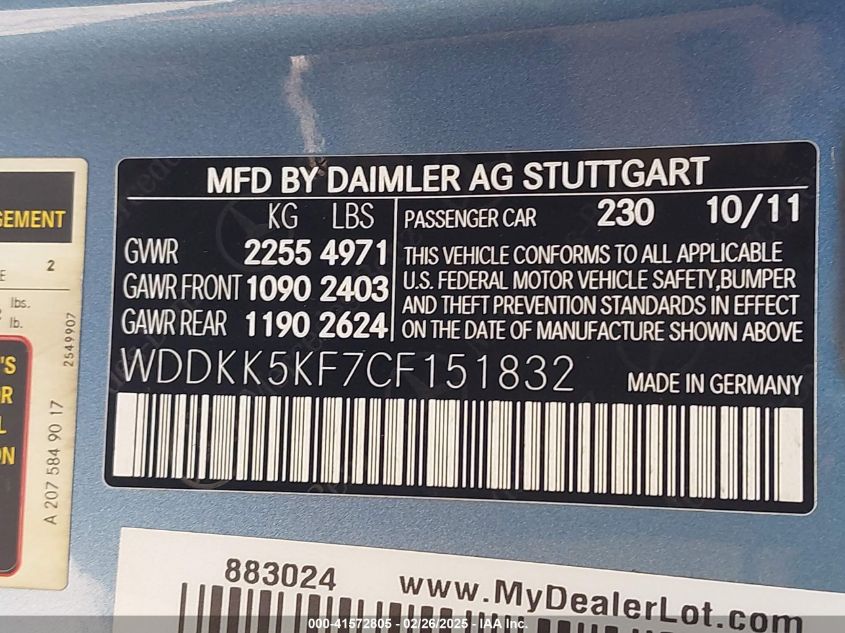 MFD BY DAIMLER AG STUTTGART
KG LBS
GVWR 2255 4971
GAWR FRONT 1090 2403
GAWR REAR 1190 2624
PASSENGER CAR 230 10/11
THIS VEHICLE CONFORMS TO ALL APPLICABLE
U.S. FEDERAL MOTOR VEHICLE SAFETY,BUMPER
AND THEFT PREVENTION STANDARDS IN EFFECT
ON THE DATE OF MANUFACTURE SHOWN ABOVE
WDDKK5KF7CF151832 MADE IN GERMANY
GEMENT
2
lbs.
lb.
2549907
'S
OR
L
ON
A 207 584 90 17
883024 www.MyDealerLot.com
000-41572805 - 02/26/2025 - IAA Inc.